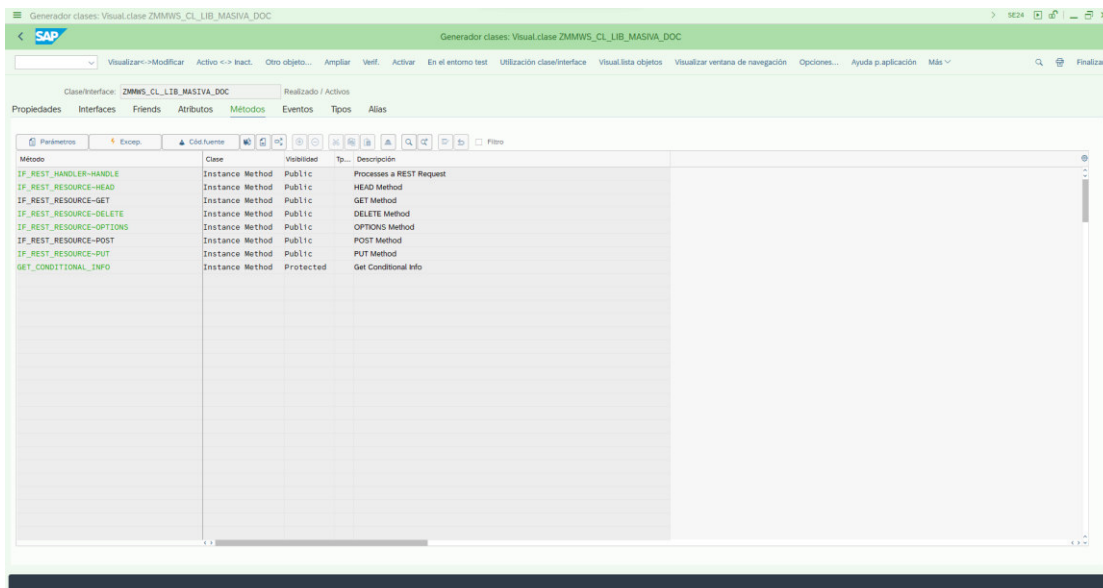 Generador clases: Visual.clase ZMMWS_CL_LIB_MASIVA_DOC SE24
SAP Generador clases: Visual.clase ZMMWS_CL_LIB_MASIVA_DOC
Visualizar<->Modificar Activo <-> Inact. Otro objeto... Ampliar Verif. Activar En el entorno test Utilización clase/interface Visual.lista objetos Visualizar ventana de navegación Opciones... Ayuda p.aplicación Más Finaliza
Clase/Interface: ZMMWS_CL_LIB_MASIVA_DOC Realizado / Activos
Propiedades Interfaces Friends Atributos Métodos Eventos Tipos Alias
Parámetros Excep. Cód.fuente Filtro
Método Clase Visibilidad Tp... Descripción
IF_REST_HANDLER~HANDLE Instance Method Public Processes a REST Request
IF_REST_RESOURCE~HEAD Instance Method Public HEAD Method
IF_REST_RESOURCE~GET Instance Method Public GET Method
IF_REST_RESOURCE~DELETE Instance Method Public DELETE Method
IF_REST_RESOURCE~OPTIONS Instance Method Public OPTIONS Method
IF_REST_RESOURCE~POST Instance Method Public POST Method
IF_REST_RESOURCE~PUT Instance Method Public PUT Method
GET_CONDITIONAL_INFO Instance Method Protected Get Conditional Info